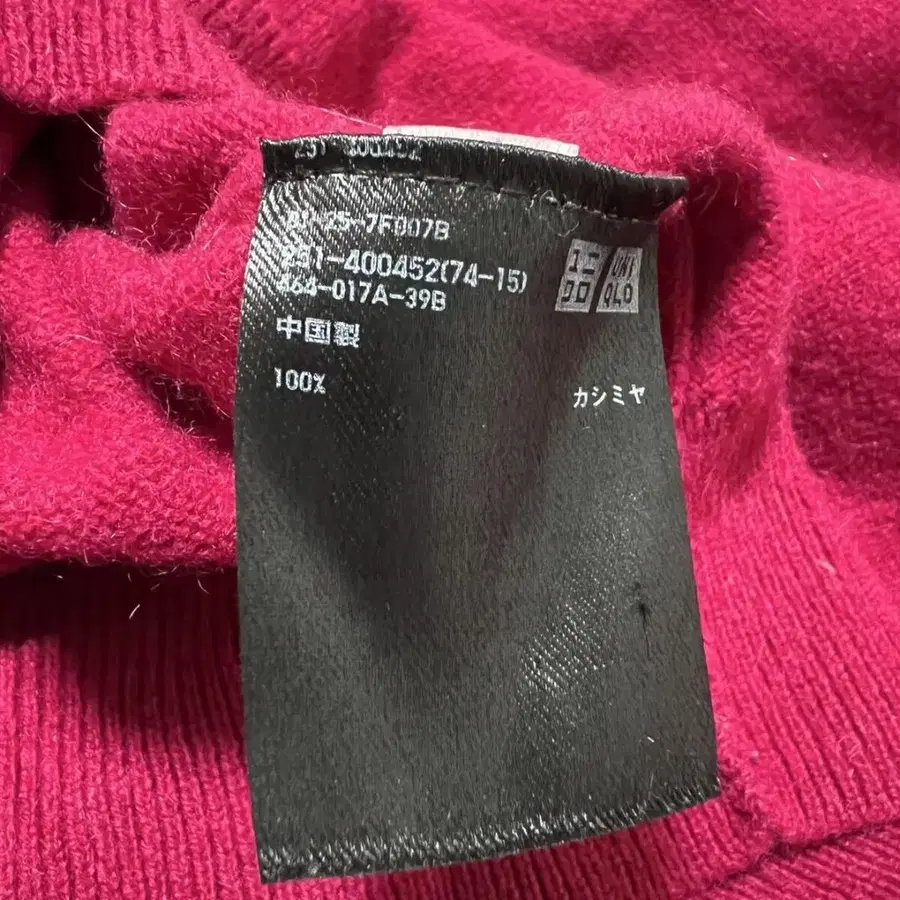 -25-7F007B
231-400452(74-15)
464-017A-39B
ユニ
クロ
UNI
QLO
中国製
100% カシミヤ